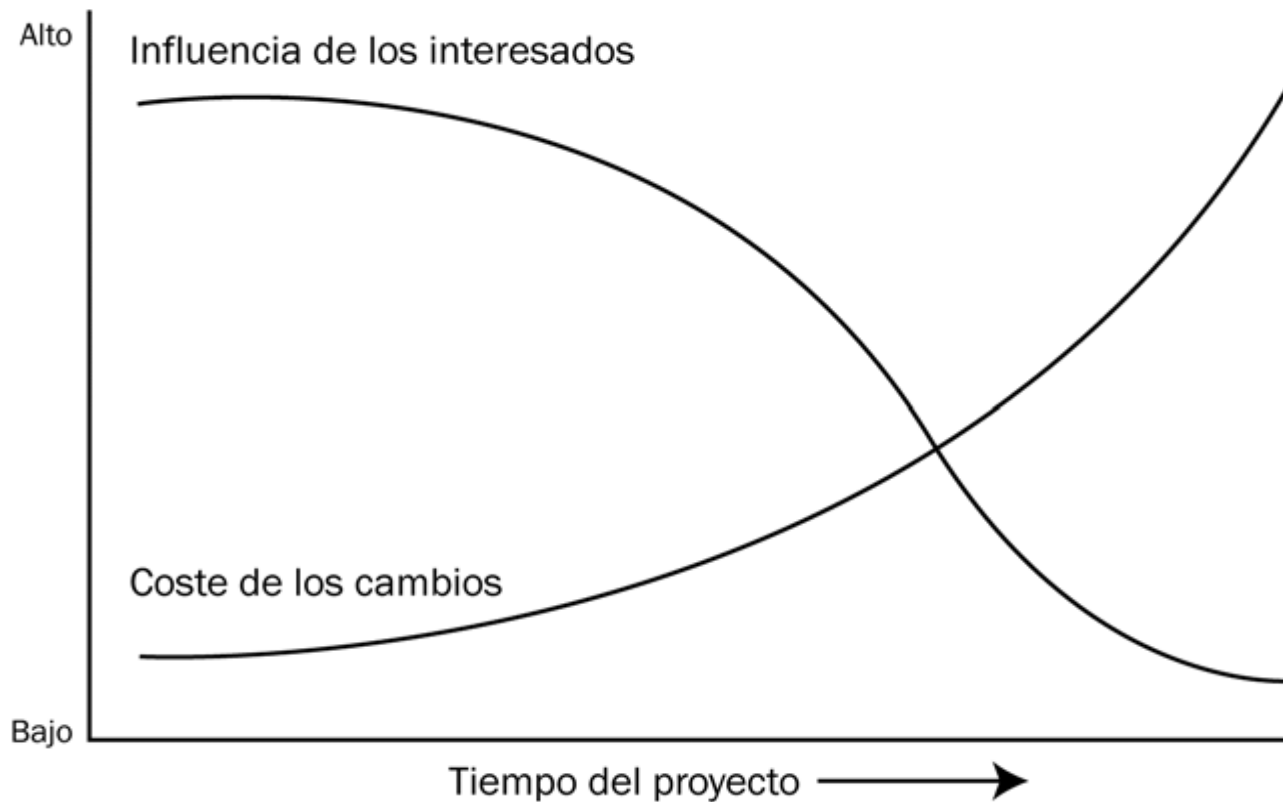 Alto
Influencia de los interesados
Coste de los cambios
Bajo
Tiempo del proyecto